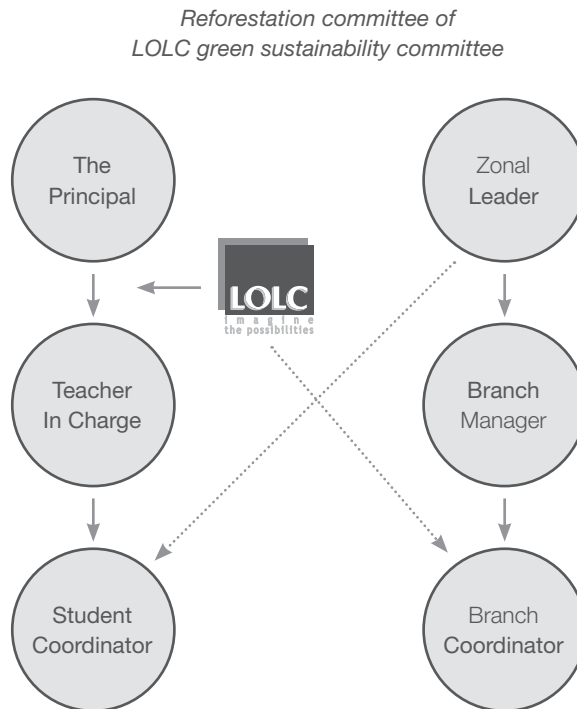 Reforestation committee of
LOLC green sustainability committee
The
Principal
Zonal
Leader
LOLC
imagine
the possibilities
Teacher
In Charge
Branch
Manager
Student
Coordinator
Branch
Coordinator